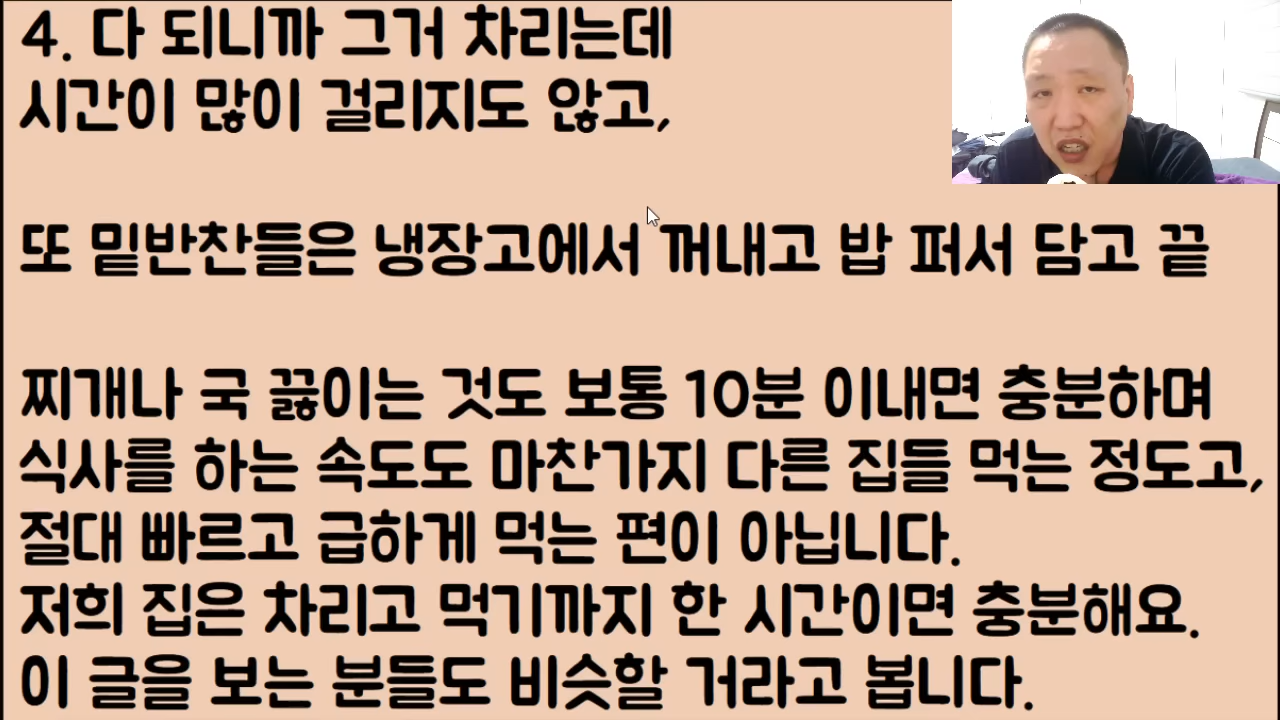 4. 다 되니까 그거 차리는데
시간이 많이 걸리지도 않고,
또 밑반찬들은 냉장고에서 꺼내고 밥 퍼서 담고 끝
찌개나 국 끓이는 것도 보통 10분 이내면 충분하며
식사를 하는 속도도 마찬가지 다른 집들 먹는 정도고,
절대 빠르고 급하게 먹는 편이 아닙니다.
저희 집은 차리고 먹기까지 한 시간이면 충분해요.
이 글을 보는 분들도 비슷할 거라고 봅니다.